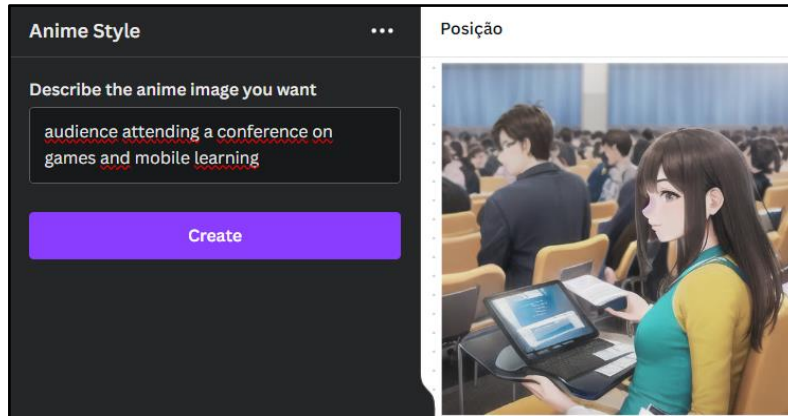 Anime Style
Posição
Describe the anime image you want
audience attending a conference on
games and mobile learning
Create